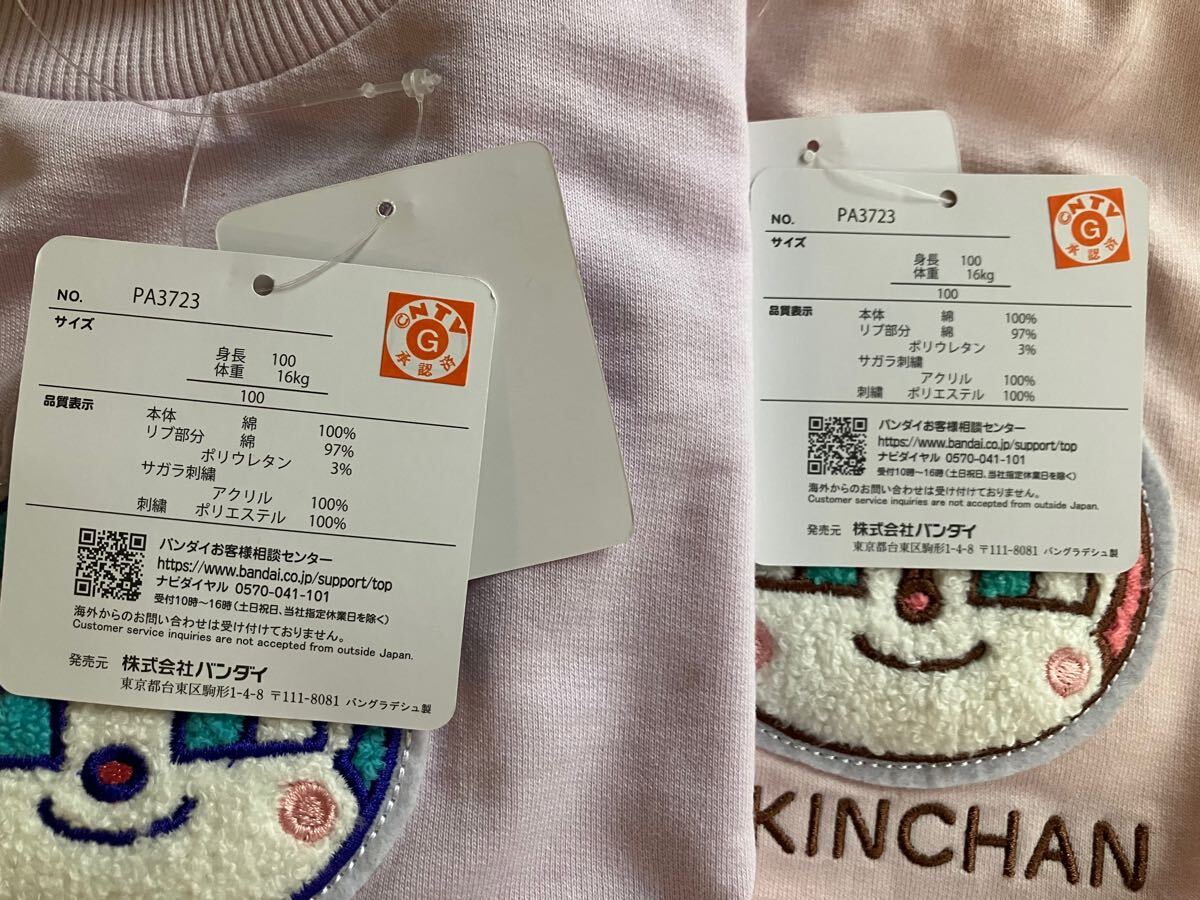 NO. PA3723
サイズ
身長 100
体重 16kg
100
品質表示
本体 綿 100%
リブ部分 綿 97%
ポリウレタン 3%
サガラ刺繍
アクリル 100%
刺繍 ポリエステル 100%
NTV
G
承認
バンダイお客様相談センター
https://www.bandai.co.jp/support/top
ナビダイヤル 0570-041-101
受付10時〜16時(土日祝日、当社指定休業日を除く)
海外からのお問い合わせは受け付けておりません。
Customer service inquiries are not accepted from outside Japan.
発売元 株式会社バンダイ
東京都台東区駒形1-4-8 〒111-8081 バングラデシュ製
NO. PA3723
サイズ
身長 100
体重 16kg
100
品質表示
本体 綿 100%
リブ部分 綿 97%
ポリウレタン 3%
サガラ刺繍
アクリル 100%
刺繍 ポリエステル 100%
NTV
G
承認
バンダイお客様相談センター
https://www.bandai.co.jp/support/top
ナビダイヤル 0570-041-101
受付10時〜16時(土日祝日、当社指定休業日を除く)
海外からのお問い合わせは受け付けておりません。
Customer service inquiries are not accepted from outside Japan.
発売元 株式会社バンダイ
東京都台東区駒形1-4-8 〒111-8081 バングラデシュ製
KINCHAN